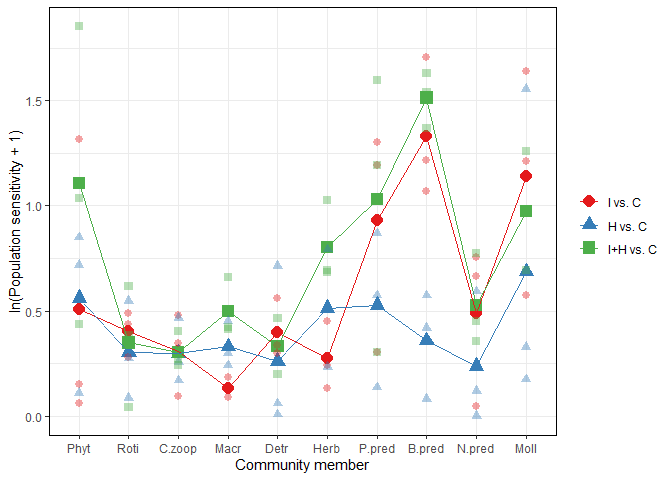 ln(Population sensitivity + 1)
1.5
1.0
0.5
0.0
Phyt Roti C.zoop Macr Detr Herb P.pred B.pred N.pred Moll
Community member
I vs. C
H vs. C
I+H vs. C